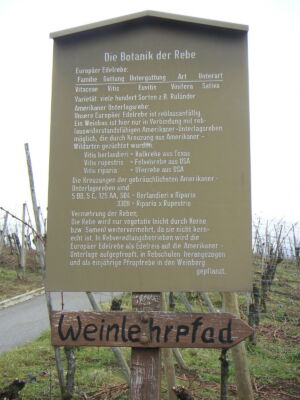 Die Botanik der Rebe
Europäer Edelrebe:
Familie Gattung Untergattung Art Unterart
Vitaceae Vitis Euvitis Vinifera Sativa
Varietät viele hundert Sorten z.B. Ruländer
Amerikaner Unterlagsrebe:
Unsere Europäer Edelrebe ist reblausanfällig.
Ein Weinbau ist hier nur in Verbindung mit reb-
lauswiderstandsfähigen Amerikaner-Unterlagsreben
möglich, die durch Kreuzung aus Amerikaner-
Wildarten gezüchtet wurden.
Vitis berlandieri - Kalkrebe aus Texas
Vitis rupestris - Felsenrebe aus USA
Vitis riparia - Uferrebe aus USA
Die Kreuzungen der gebräuchlichsten Amerikaner-
Unterlagsreben sind
5 BB, 5 C, 125 AA, SO4 - Berlandieri x Riparia
3309 - Riparia x Rupestris
Vermehrung der Reben:
Die Rebe wird nur vegetativ (nicht durch Kerne
bzw. Samen) weitervermehrt, da sie nicht kern-
echt ist. In Rebveredlungsbetrieben wird die
Europäer Edelrebe als Edelreis auf die Amerikaner-
Unterlage aufgepfropft, in Rebschulen herangezogen
und als einjährige Pfropfrebe in den Weinberg
gepflanzt.
Weinlehrpfad